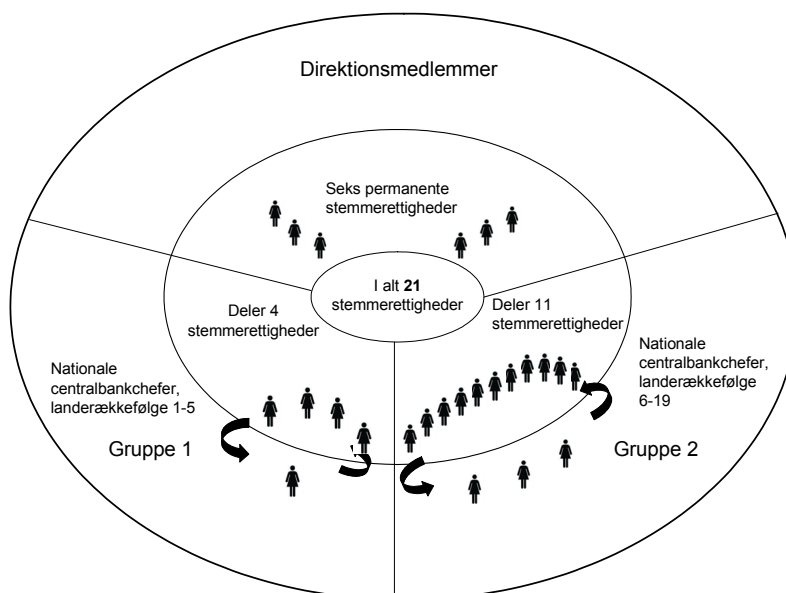 Direktionsmedlemmer
Seks permanente
stemmerettigheder
I alt 21
stemmerettigheder
Deler 4
stemmerettigheder
Deler 11
stemmerettigheder
Nationale
centralbankchefer,
landerækkefølge 1-5
Gruppe 1
Nationale
centralbankchefer,
landerækkefølge
6-19
Gruppe 2